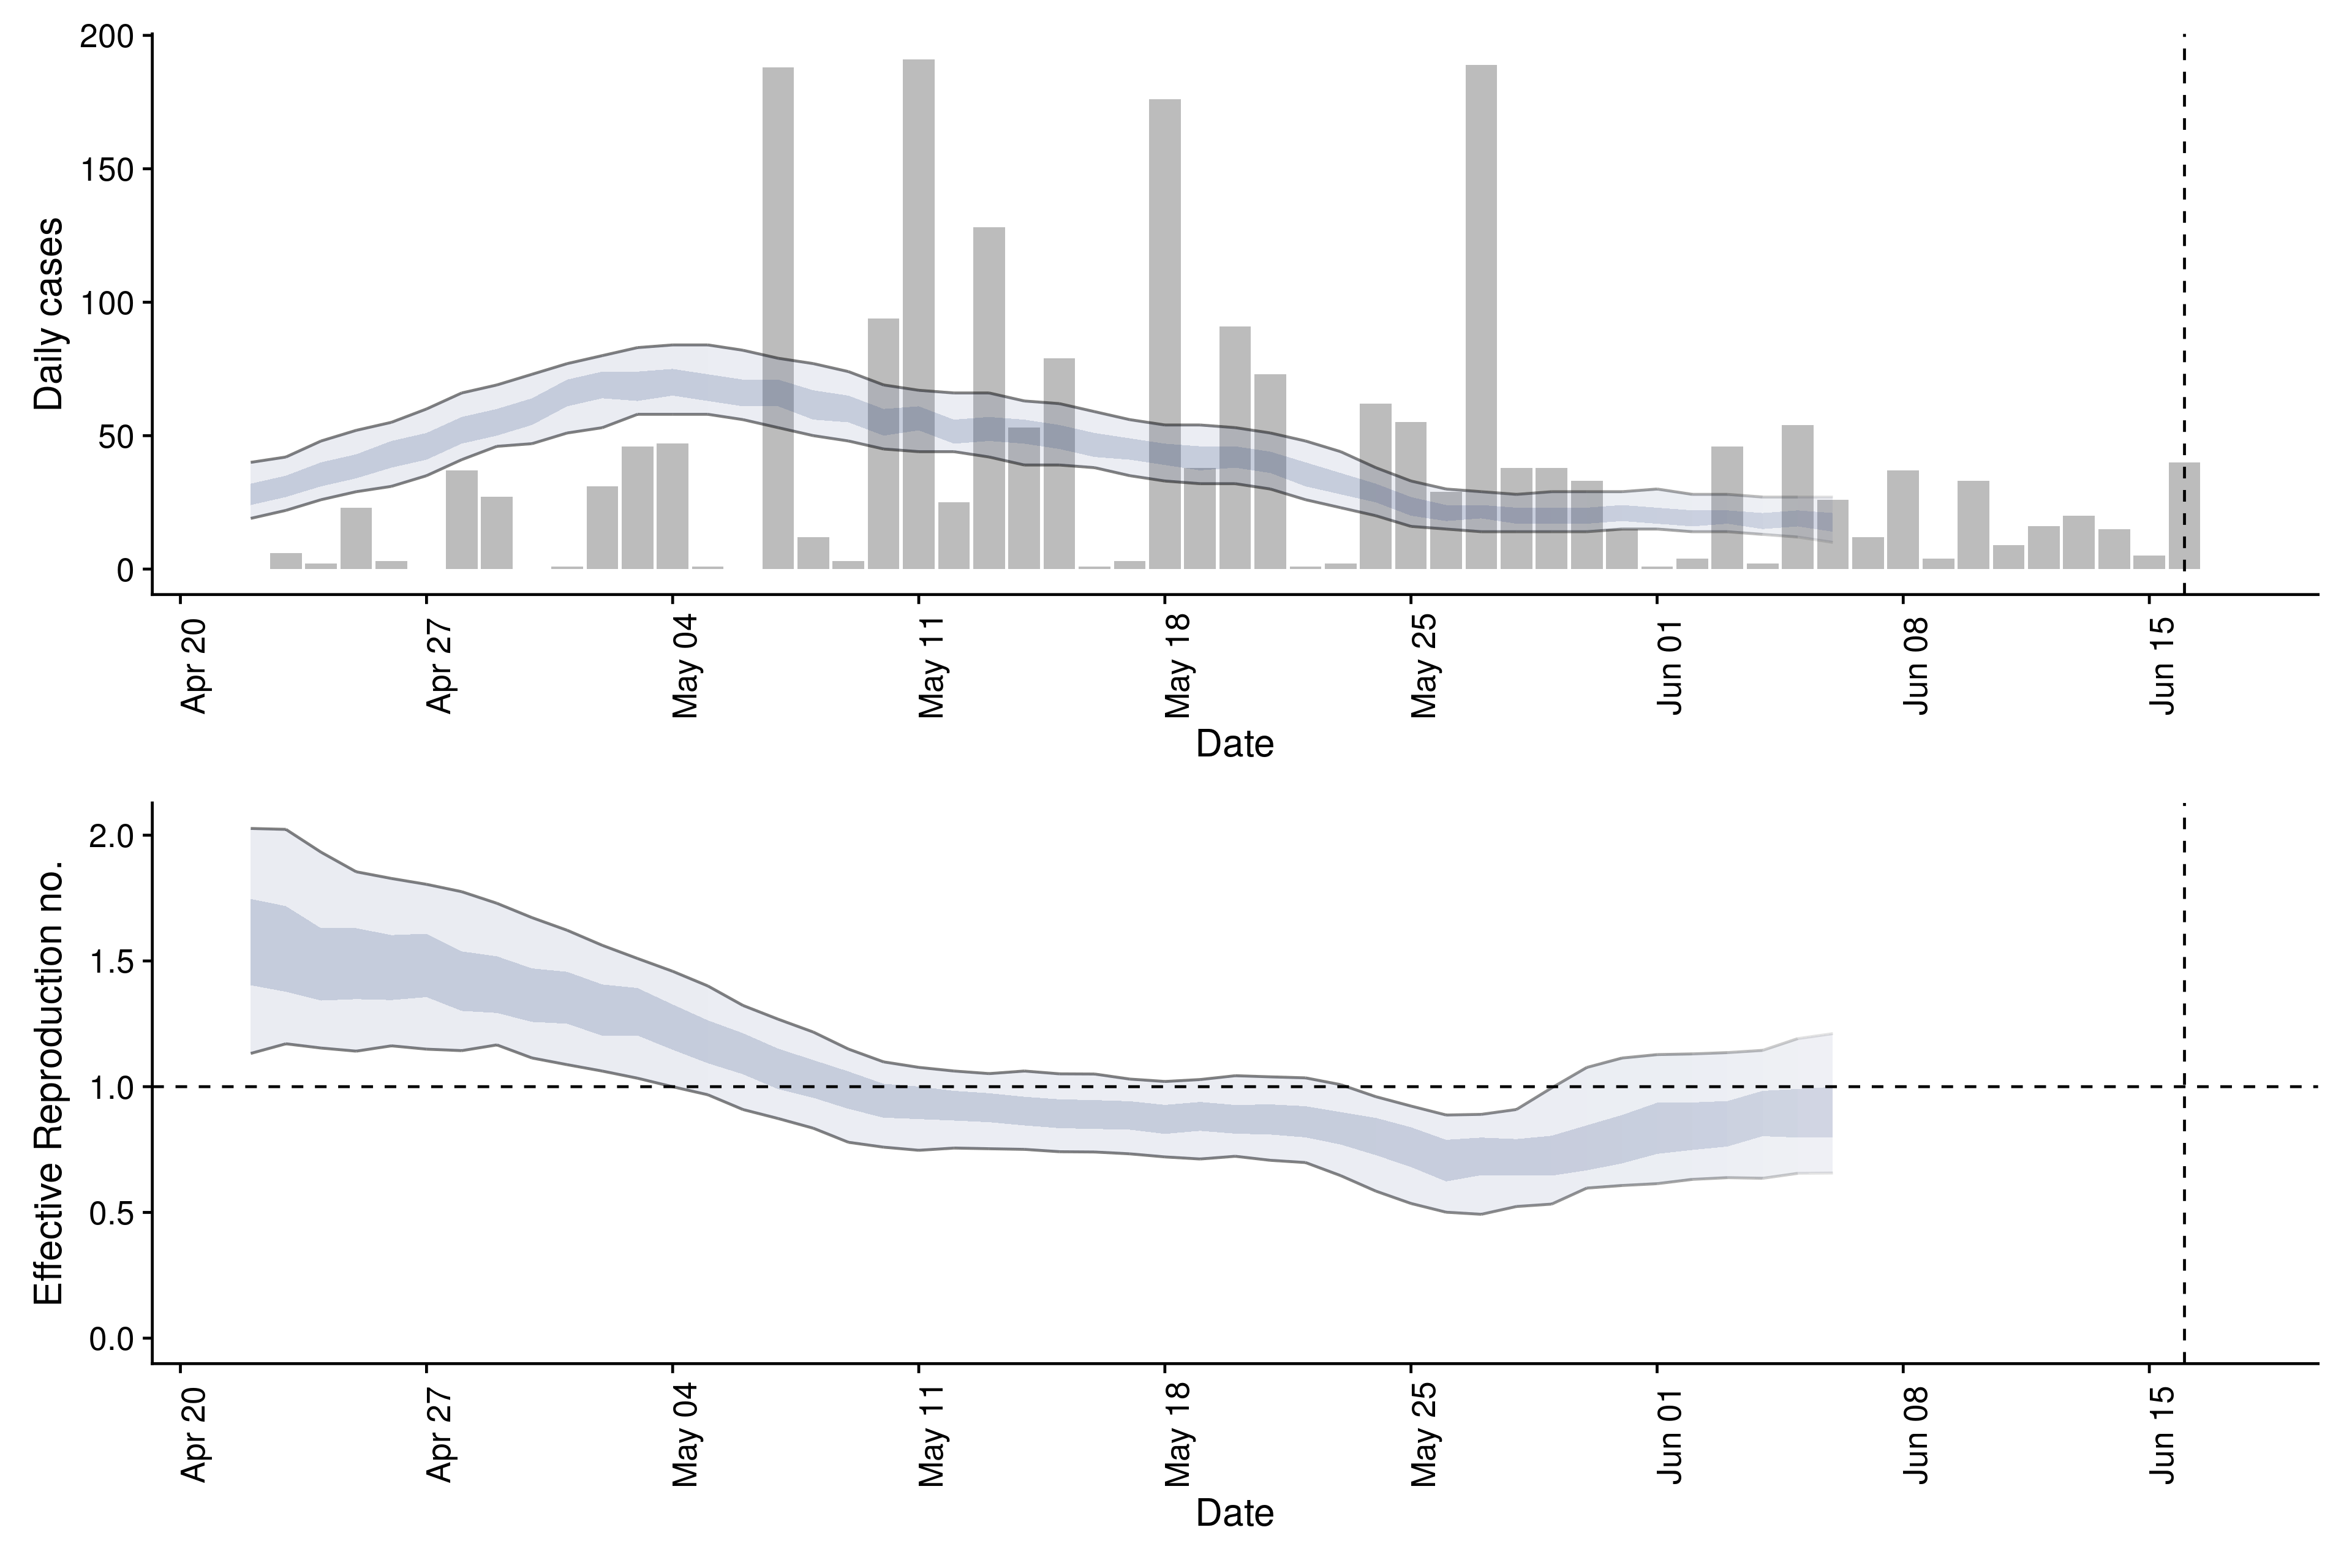 200
150
100
50
0
Daily cases
Apr 20
Apr 27
May 04
May 11
May 18
May 25
Jun 01
Jun 08
Jun 15
Date
2.0
1.5
1.0
0.5
0.0
Effective Reproduction no.
Apr 20
Apr 27
May 04
May 11
May 18
May 25
Jun 01
Jun 08
Jun 15
Date